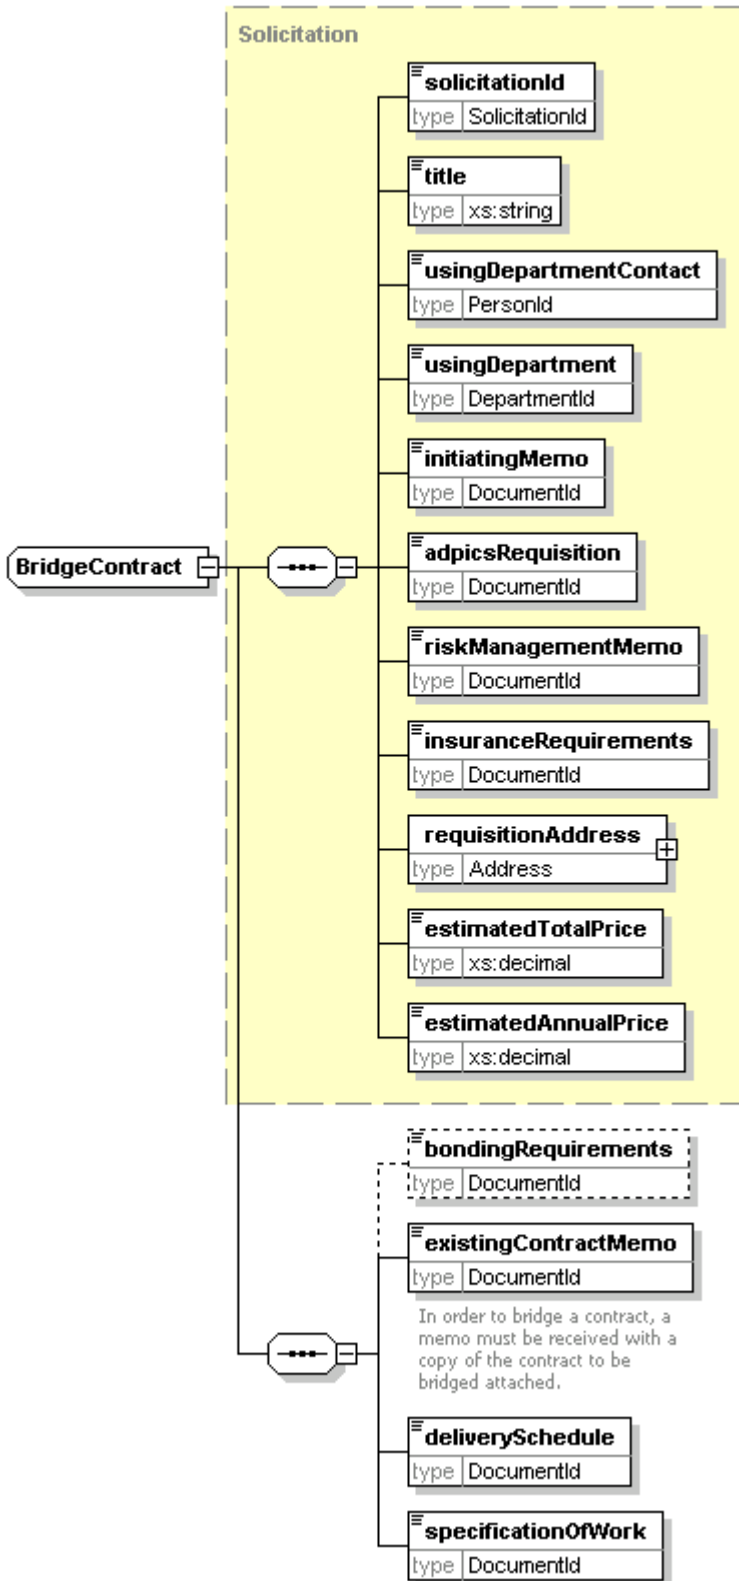 Solicitation
solicitationId
type SolicitationId
title
type xs:string
usingDepartmentContact
type PersonId
usingDepartment
type DepartmentId
initiatingMemo
type DocumentId
BridgeContract
adpicsRequisition
type DocumentId
riskManagementMemo
type DocumentId
insuranceRequirements
type DocumentId
requisitionAddress
type Address
estimatedTotalPrice
type xs:decimal
estimatedAnnualPrice
type xs:decimal
bondingRequirements
type DocumentId
existingContractMemo
type DocumentId
In order to bridge a contract, a
memo must be received with a
copy of the contract to be
bridged attached.
deliverySchedule
type DocumentId
specificationOfWork
type DocumentId